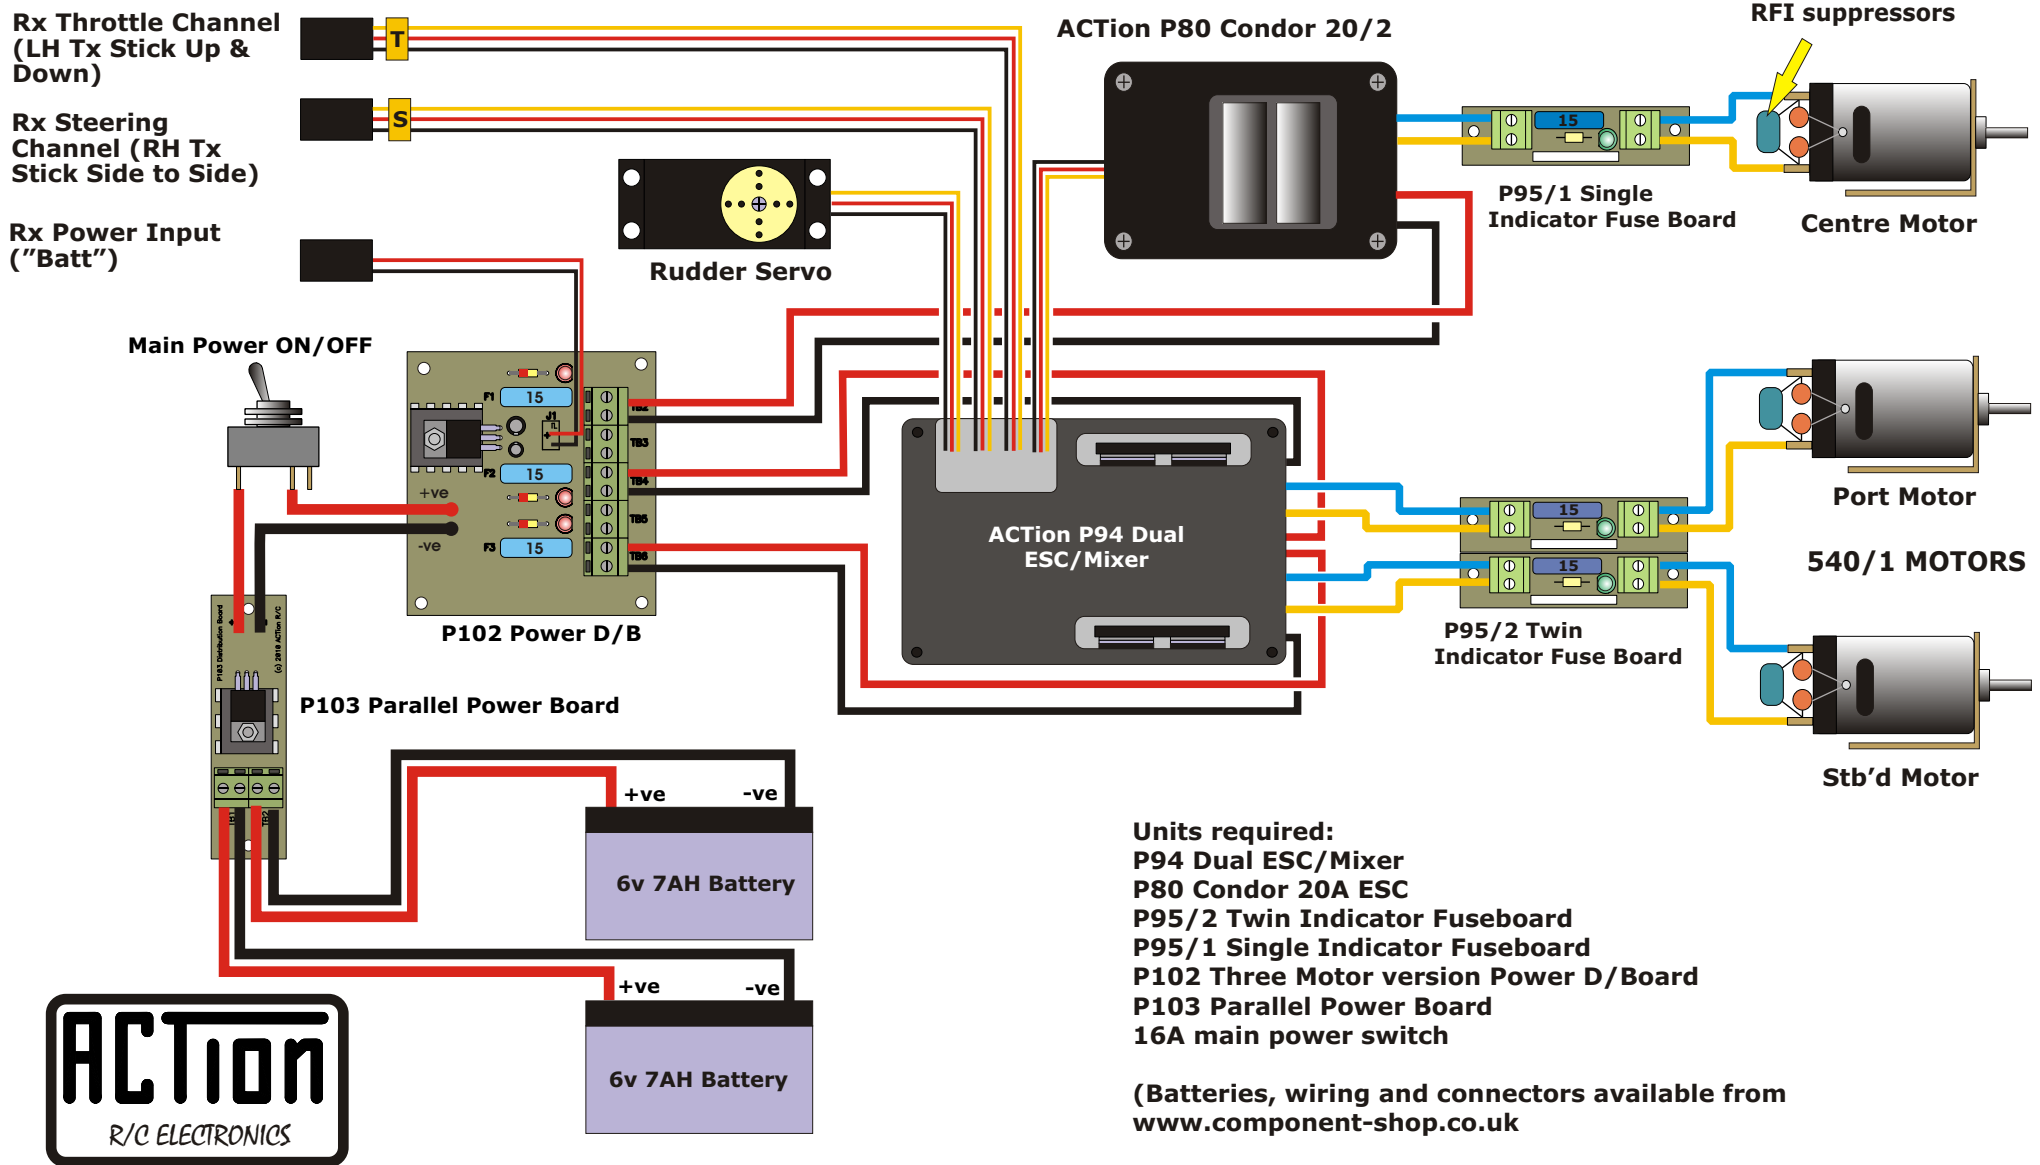 Rx Throttle Channel
(LH Tx Stick Up &
Down)
T
Rx Steering
Channel (RH Tx
Stick Side to Side)
S
Rx Power Input
(”Batt”)
Rudder Servo
ACTion P80 Condor 20/2
RFI suppressors
15
P95/1 Single
Indicator Fuse Board
Centre Motor
Main Power ON/OFF
F1
15
J1
+
TB2
TB3
F2
15
TB4
+ve
TB5
-ve
F3
15
TB6
P102 Power D/B
ACTion P94 Dual
ESC/Mixer
15
15
P95/2 Twin
Indicator Fuse Board
Port Motor
540/1 MOTORS
Stb’d Motor
P103 Distribution Board
+
(c) 2010 ACTion R/C
TB1
TB2
P103 Parallel Power Board
+ve
-ve
6v 7AH Battery
+ve
-ve
6v 7AH Battery
Units required:
P94 Dual ESC/Mixer
P80 Condor 20A ESC
P95/2 Twin Indicator Fuseboard
P95/1 Single Indicator Fuseboard
P102 Three Motor version Power D/Board
P103 Parallel Power Board
16A main power switch
(Batteries, wiring and connectors available from
www.component-shop.co.uk
ACTion
R/C ELECTRONICS